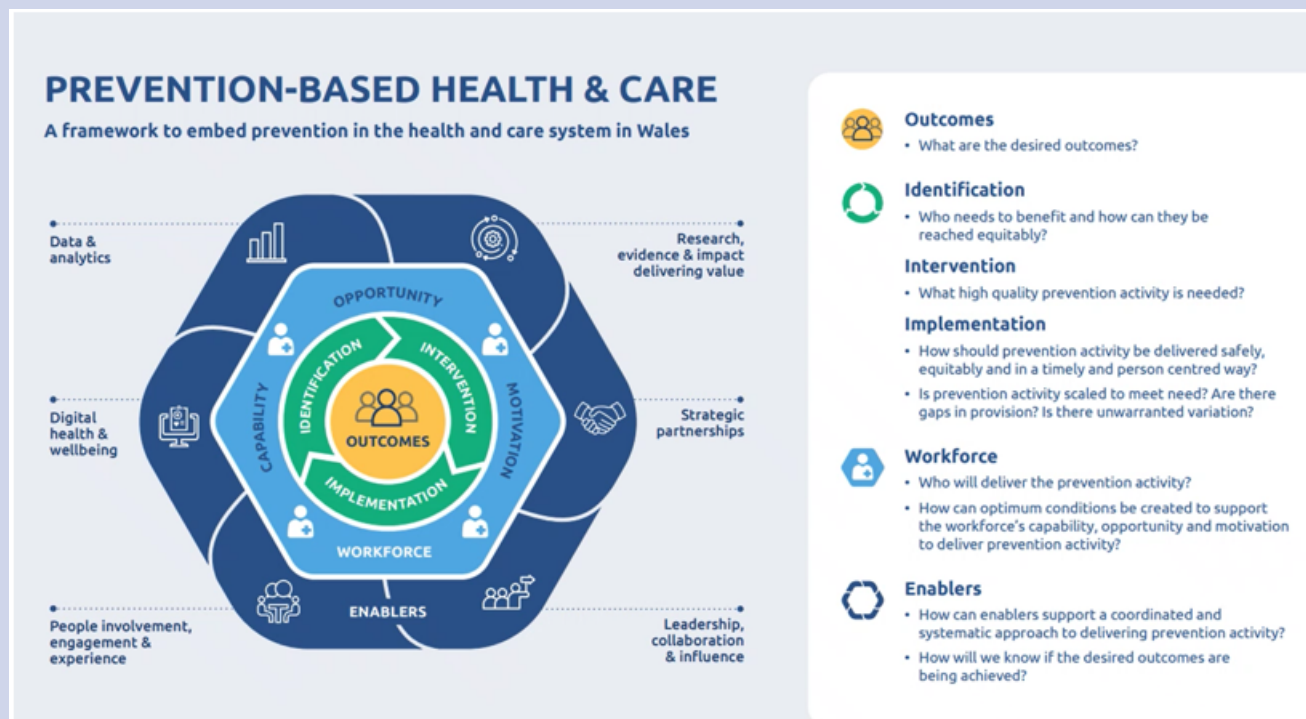 PREVENTION-BASED HEALTH & CARE
A framework to embed prevention in the health and care system in Wales
Data &
analytics
Digital
health &
wellbeing
People involvement,
engagement &
experience
Research,
evidence & impact
delivering value
Strategic
partnerships
Leadership,
collaboration
& influence
OPPORTUNITY
CAPABILITY
MOTIVATION
IDENTIFICATION
INTERVENTION
IMPLEMENTATION
OUTCOMES
WORKFORCE
ENABLERS
Outcomes
• What are the desired outcomes?
Identification
• Who needs to benefit and how can they be
reached equitably?
Intervention
• What high quality prevention activity is needed?
Implementation
• How should prevention activity be delivered safely,
equitably and in a timely and person centred way?
• Is prevention activity scaled to meet need? Are there
gaps in provision? Is there unwarranted variation?
Workforce
• Who will deliver the prevention activity?
• How can optimum conditions be created to support
the workforce's capability, opportunity and motivation
to deliver prevention activity?
Enablers
• How can enablers support a coordinated and
systematic approach to delivering prevention activity?
• How will we know if the desired outcomes are
being achieved?